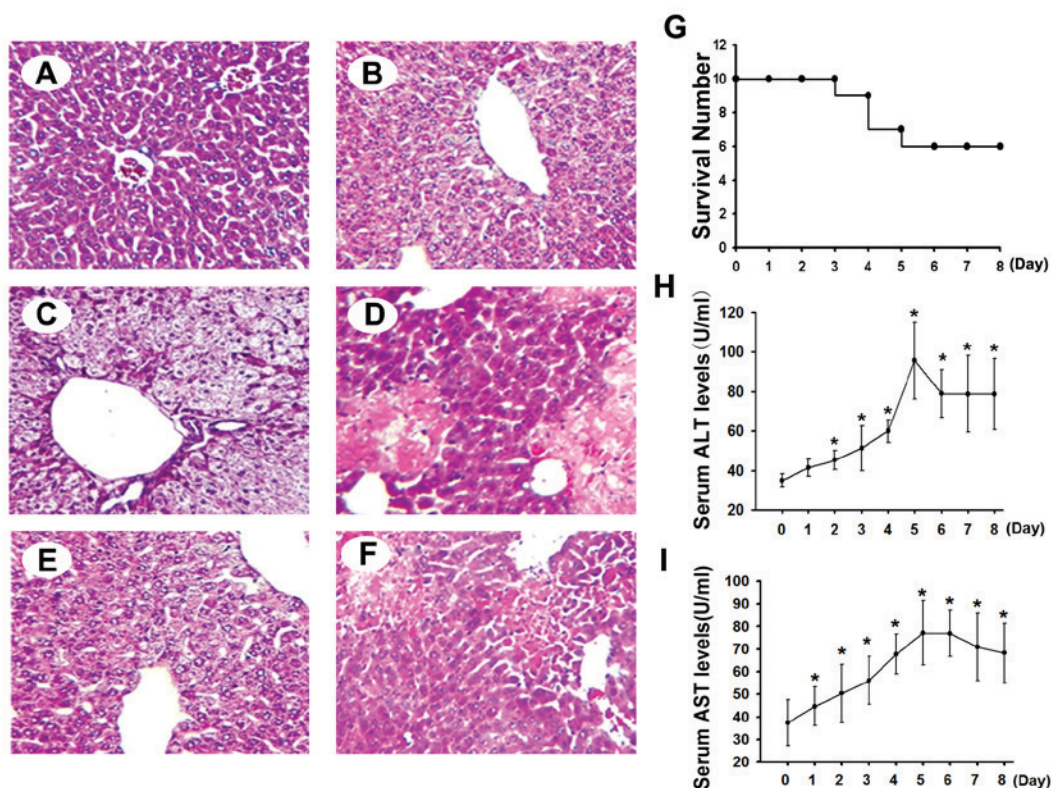 A
B
C
D
E
F
G
Survival Number
12
10
8
6
4
2
0
0 1 2 3 4 5 6 7 8 (Day)
H
Serum ALT levels (U/ml)
120
100
80
60
40
20
* * * * * * *
0 1 2 3 4 5 6 7 8 (Day)
I
Serum AST levels(U/ml)
100
90
80
70
60
50
40
30
20
* * * * * * * *
0 1 2 3 4 5 6 7 8 (Day)